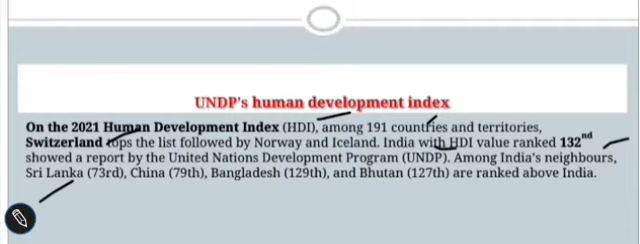 UNDP's human development index
On the 2021 Human Development Index (HDI), among 191 countries and territories,
Switzerland tops the list followed by Norway and Iceland. India with HDI value ranked 132nd
showed a report by the United Nations Development Program (UNDP). Among India's neighbours,
Sri Lanka (73rd), China (79th), Bangladesh (129th), and Bhutan (127th) are ranked above India.